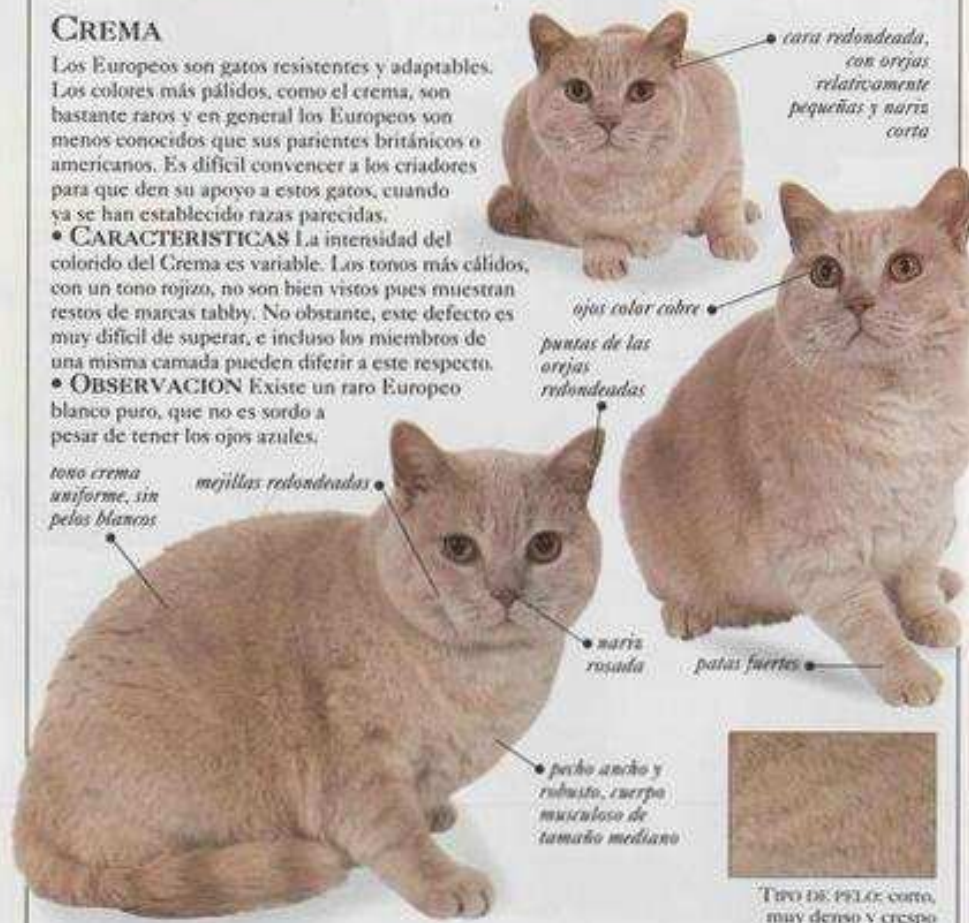 CREMA
Los Europeos son gatos resistentes y adaptables.
Los colores más pálidos, como el crema, son
bastante raros y en general los Europeos son
menos conocidos que sus parientes británicos o
americanos. Es difícil convencer a los criadores
para que den su apoyo a estos gatos, cuando
ya se han establecido razas parecidas.
• CARACTERISTICAS La intensidad del
colorido del Crema es variable. Los tonos más cálidos,
con un tono rojizo, no son bien vistos pues muestran
restos de marcas tabby. No obstante, este defecto es
muy difícil de superar, e incluso los miembros de
una misma camada pueden diferir a este respecto.
• OBSERVACION Existe un raro Europeo
blanco puro, que no es sordo a
pesar de tener los ojos azules.
cara redondeada,
con orejas
relativamente
pequeñas y nariz
corta
ojos color cobre
puntas de las
orejas
redondeadas
tono crema
uniforme, sin
pelos blancos
mejillas redondeadas
nariz
rosada
patas fuertes
pecho ancho y
robusto, cuerpo
musculoso de
tamaño mediano
TIPO DE PELO: corto,
muy denso y crespo